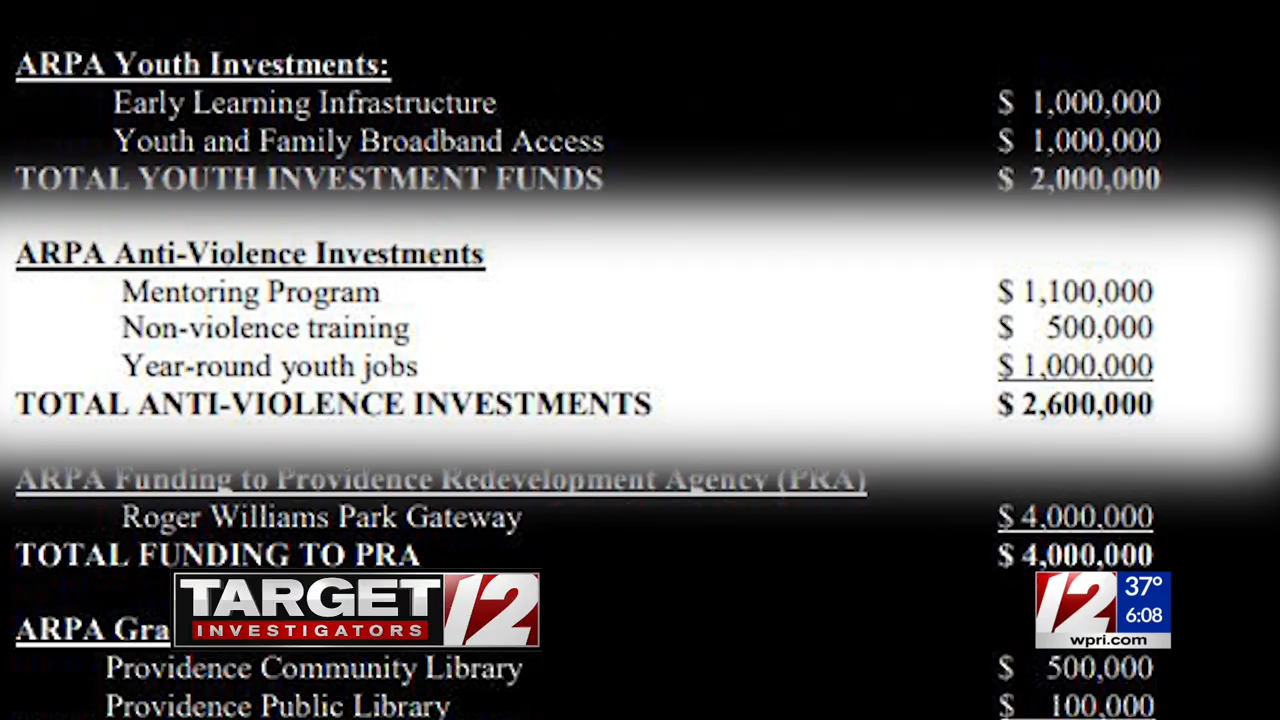 ARPA Youth Investments:
Early Learning Infrastructure $ 1,000,000
Youth and Family Broadband Access $ 1,000,000
TOTAL YOUTH INVESTMENT FUNDS $ 2,000,000
ARPA Anti-Violence Investments
Mentoring Program $ 1,100,000
Non-violence training $ 500,000
Year-round youth jobs $ 1,000,000
TOTAL ANTI-VIOLENCE INVESTMENTS $ 2,600,000
ARPA Funding to Providence Redevelopment Agency (PRA)
Roger Williams Park Gateway $ 4,000,000
TOTAL FUNDING TO PRA $ 4,000,000
ARPA Gra
Providence Community Library $ 500,000
Providence Public Library $ 100,000
TARGET 12
INVESTIGATORS
12 37°
6:08
wpri.com